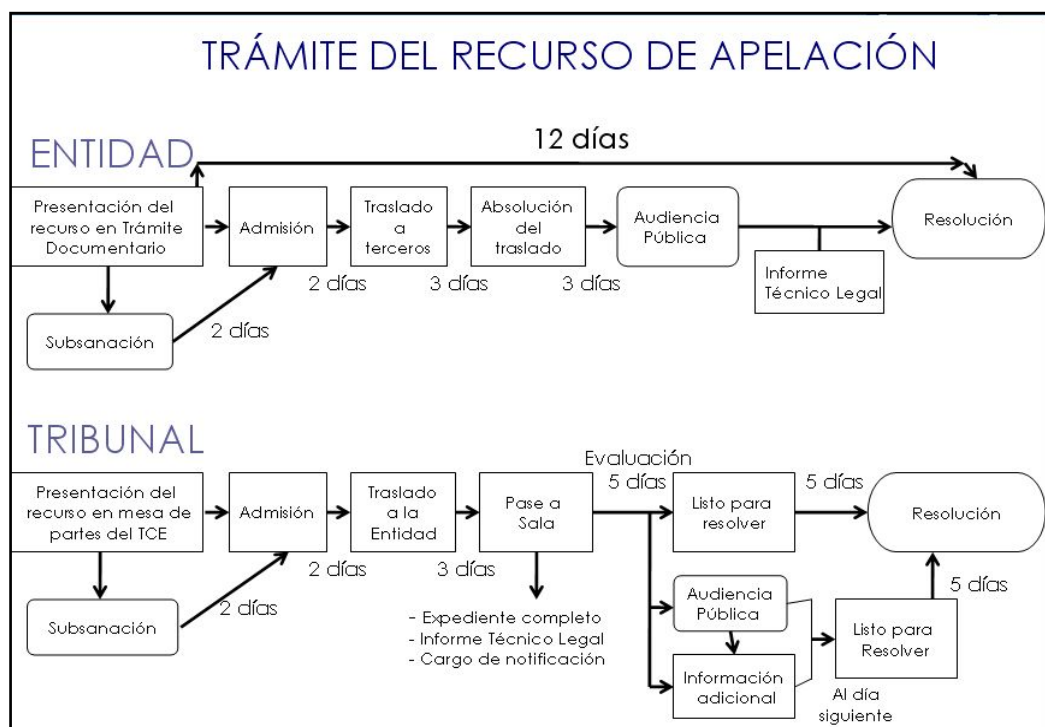 TRÁMITE DEL RECURSO DE APELACIÓN
ENTIDAD
12 días
Presentación del
recurso en Trámite
Documentario
Admisión
Traslado
a
terceros
Absolución
del
traslado
Audiencia
Pública
Resolución
Informe
Técnico Legal
2 días
3 días
3 días
Subsanación
2 días
TRIBUNAL
Presentación del
recurso en mesa de
partes del TCE
Admisión
Traslado
a la
Entidad
Pase a
Sala
Evaluación
5 días
Listo para
resolver
5 días
Resolución
2 días
3 días
Subsanación
2 días
- Expediente completo
- Informe Técnico Legal
- Cargo de notificación
Audiencia
Pública
Información
adicional
Listo para
Resolver
5 días
Al día
siguiente